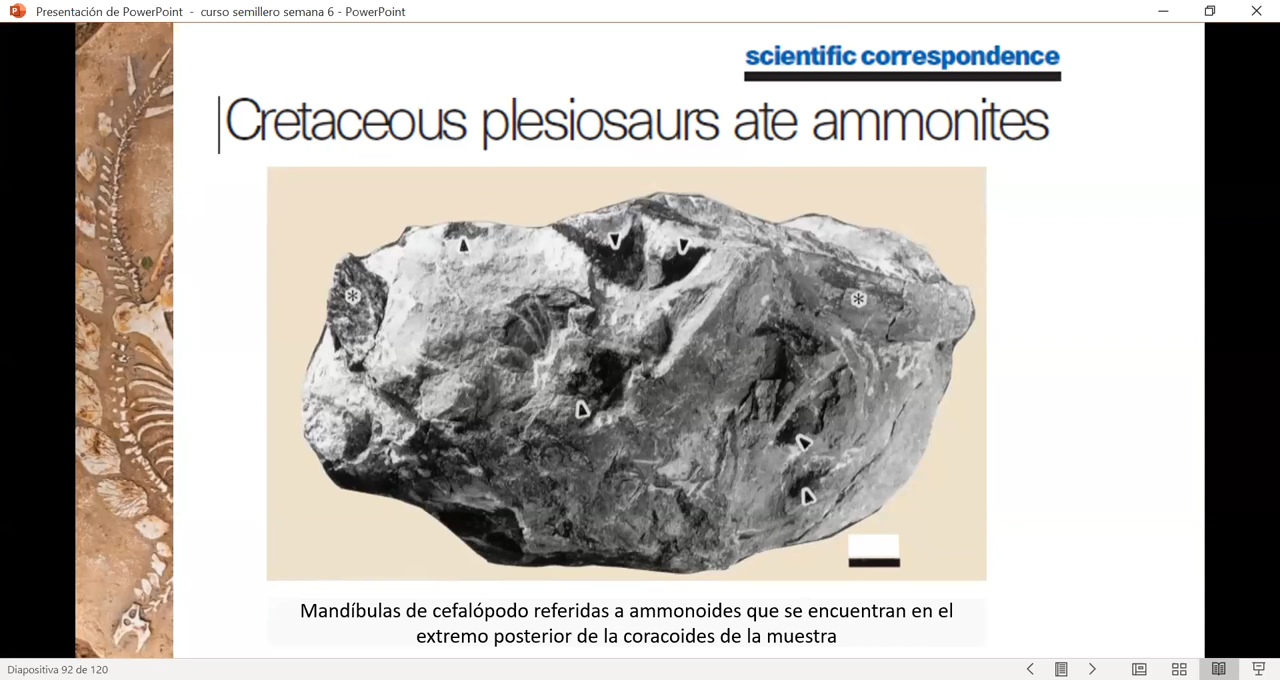 Presentación de PowerPoint - curso semillero semana 6 - PowerPoint
scientific correspondence
Cretaceous plesiosaurs ate ammonites
Mandíbulas de cefalópodo referidas a ammonoides que se encuentran en el
extremo posterior de la coracoides de la muestra
Diapositiva 92 de 120